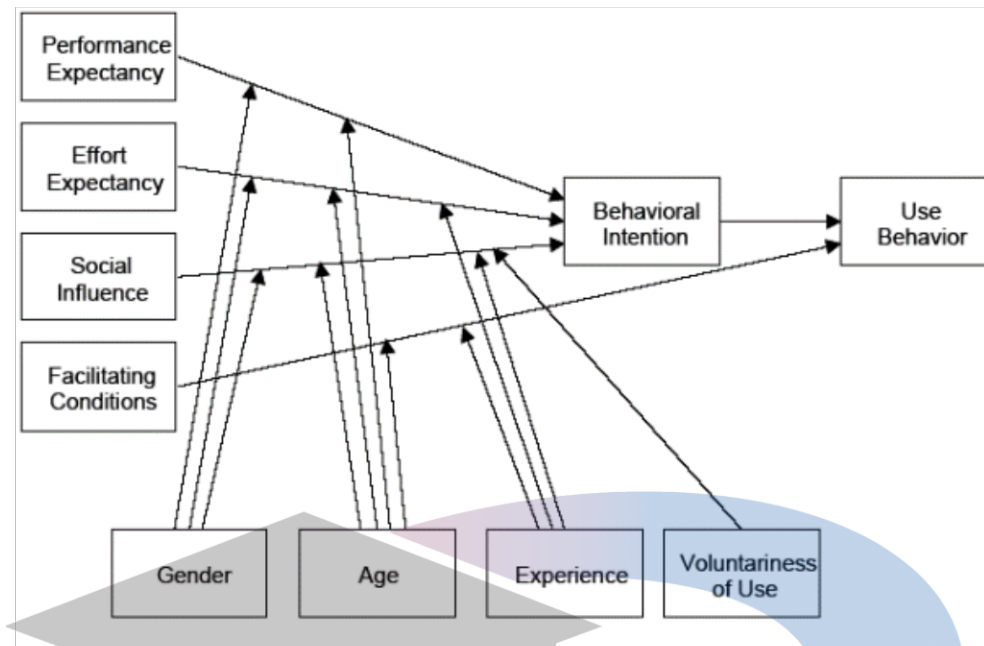 Performance
Expectancy
Effort
Expectancy
Social
Influence
Facilitating
Conditions
Behavioral
Intention
Use
Behavior
Gender
Age
Experience
Voluntariness
of Use